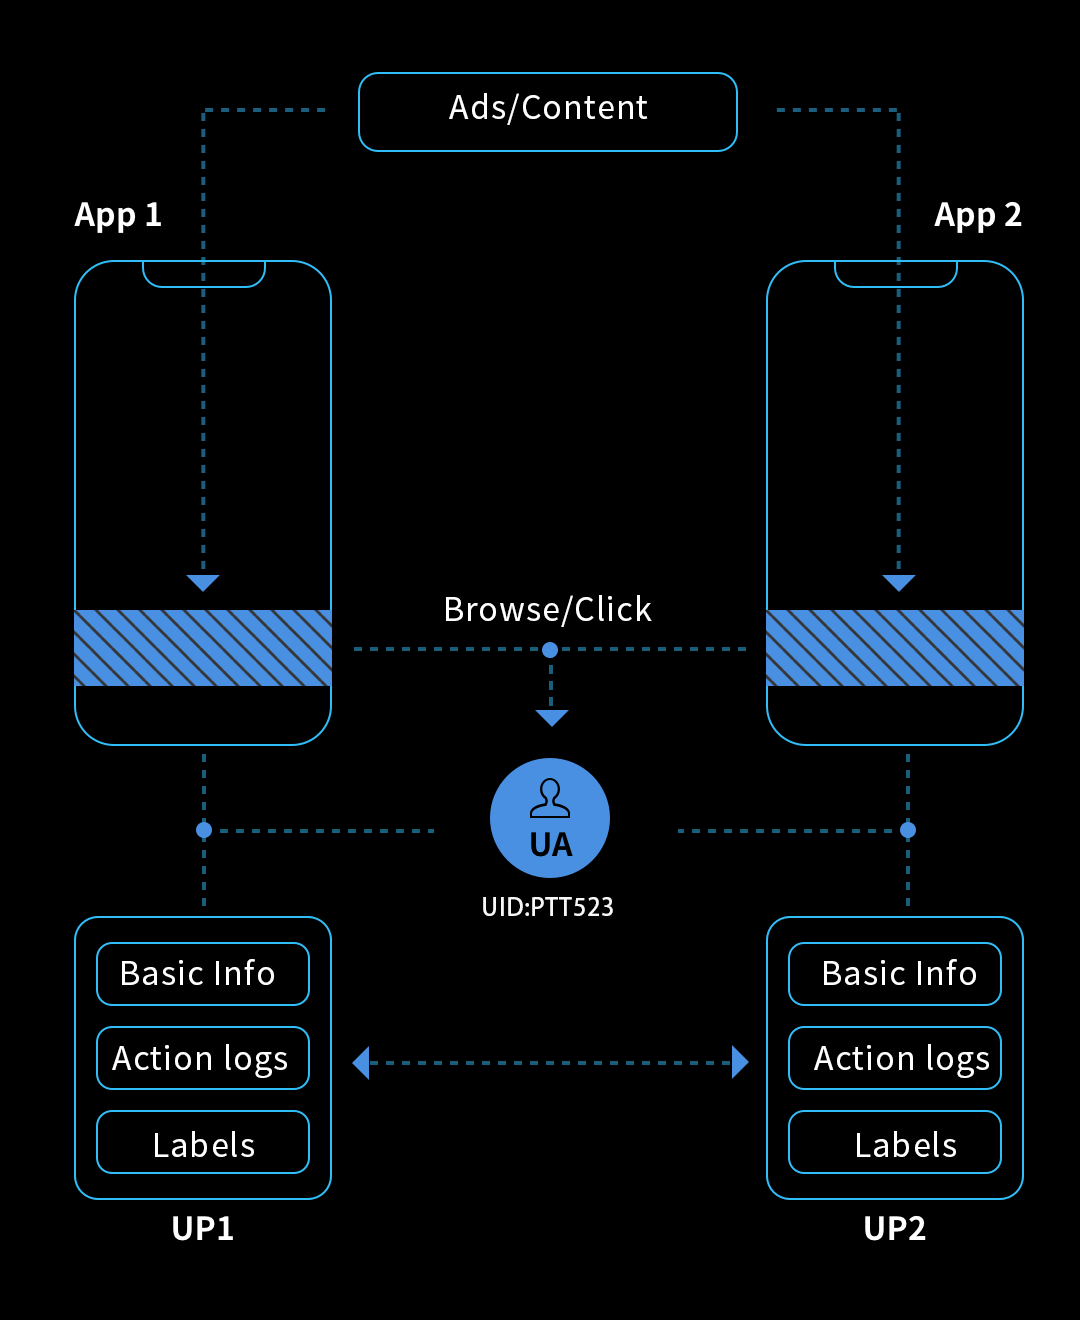 Ads/Content
App 1
App 2
Browse/Click
UA
UID:PTT523
Basic Info
Action logs
Labels
UP1
Basic Info
Action logs
Labels
UP2